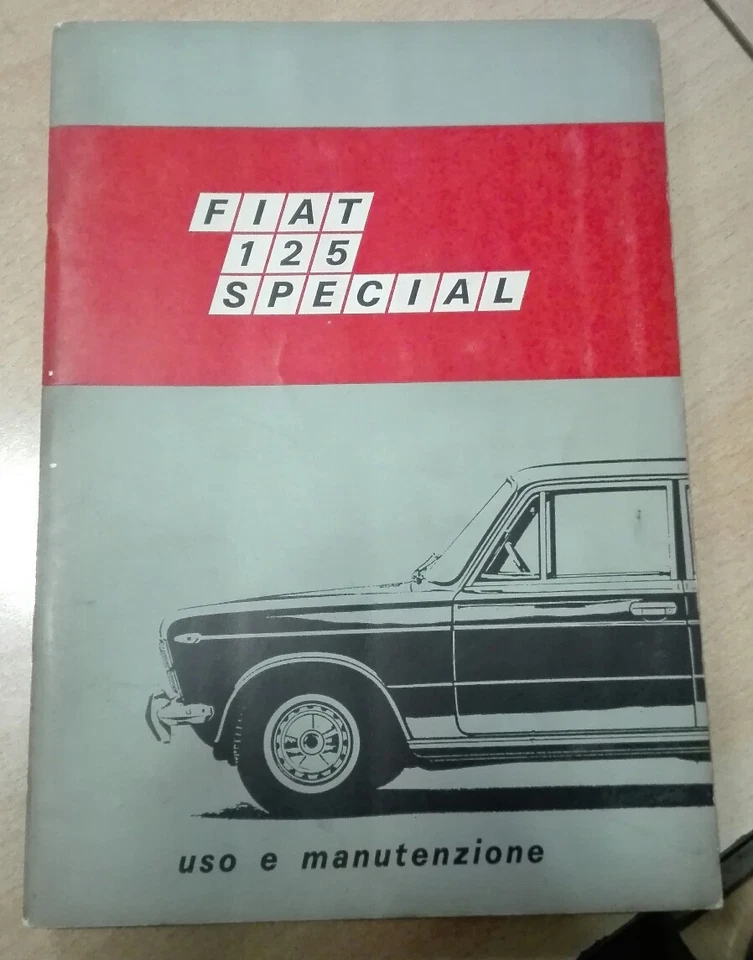 FIAT
125
SPECIAL
uso e manutenzione